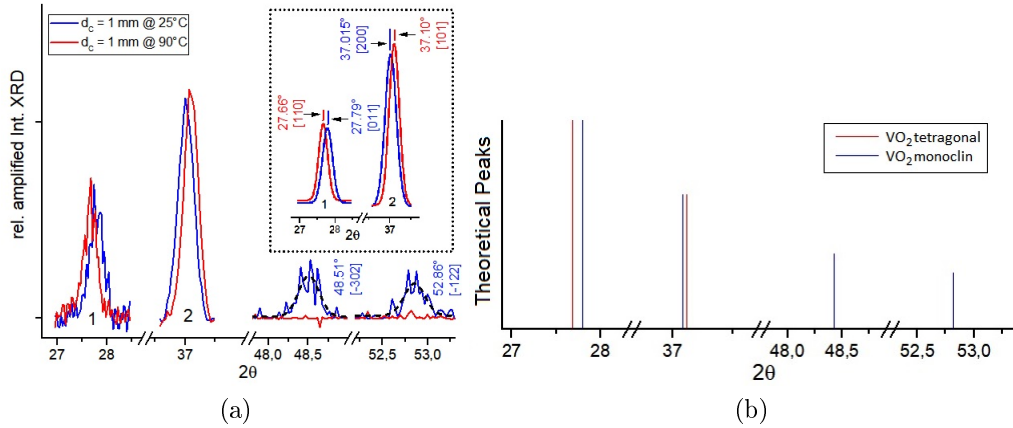 d_c = 1 mm @ 25°C
d_c = 1 mm @ 90°C
rel. amplified Int. XRD
27.66°
[110]
27.79°
[011]
37.015°
[200]
37.10°
[101]
1
27 28 37
2θ
1
2
48.51°
[-302]
52.86°
[-122]
27 28 37 48,0 48,5 52,5 53,0
2θ
(a)
Theoretical Peaks
VO2 tetragonal
VO2 monoclin
27 28 37 48,0 48,5 52,5 53,0
2θ
(b)